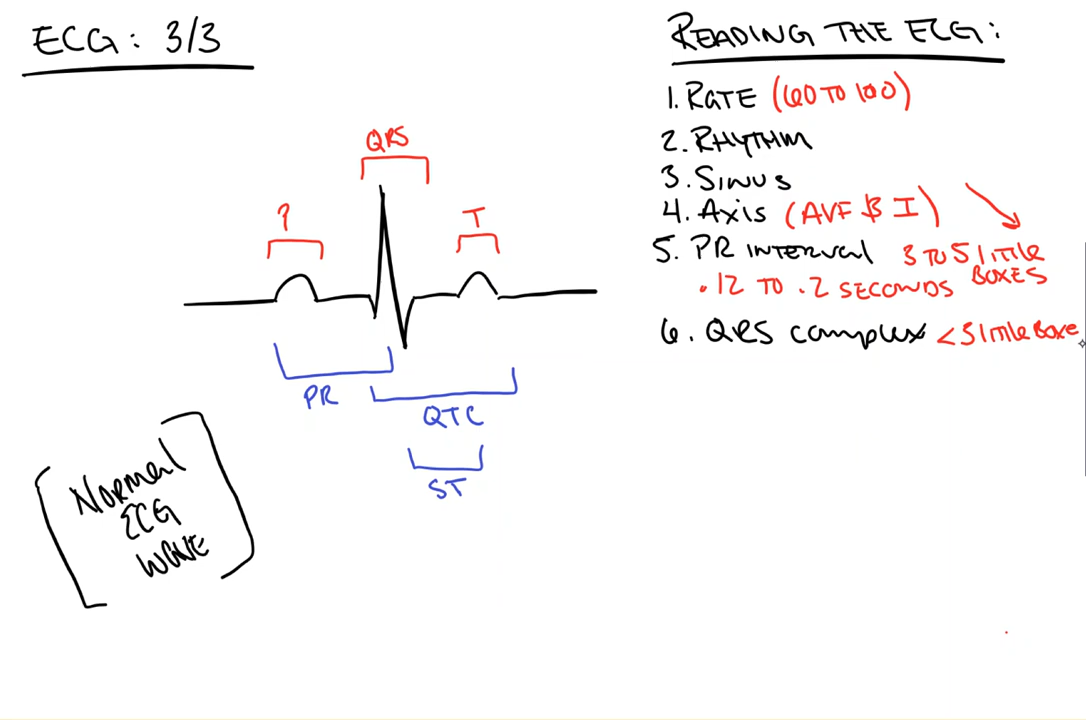 ECG: 3/3
READING THE ECG:
1. RATE (60 TO 100)
2. RHYTHM
3. SINUS
4. AXIS (AVF & I)
5. PR INTERVAL 3 TO 5 little BOXES
.12 TO .2 SECONDS
6. QRS complex < 3 little Boxe
QRS
P
T
PR
QTC
ST
Normal
ECG
WAVE